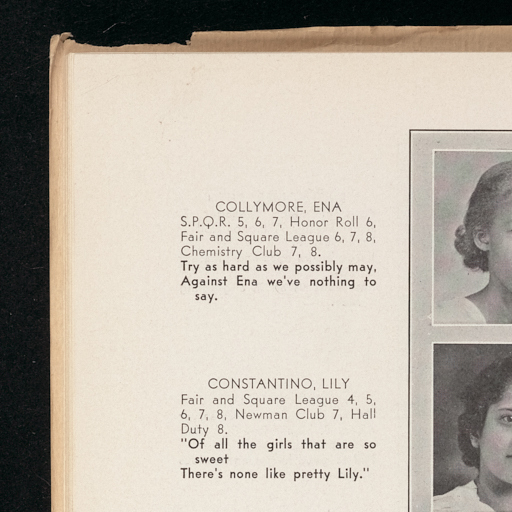 COLLYMORE, ENA
S.P.Q.R. 5, 6, 7, Honor Roll 6,
Fair and Square League 6, 7, 8,
Chemistry Club 7, 8.
Try as hard as we possibly may,
Against Ena we've nothing to
say.
CONSTANTINO, LILY
Fair and Square League 4, 5,
6, 7, 8, Newman Club 7, Hall
Duty 8.
"Of all the girls that are so
sweet
There's none like pretty Lily."